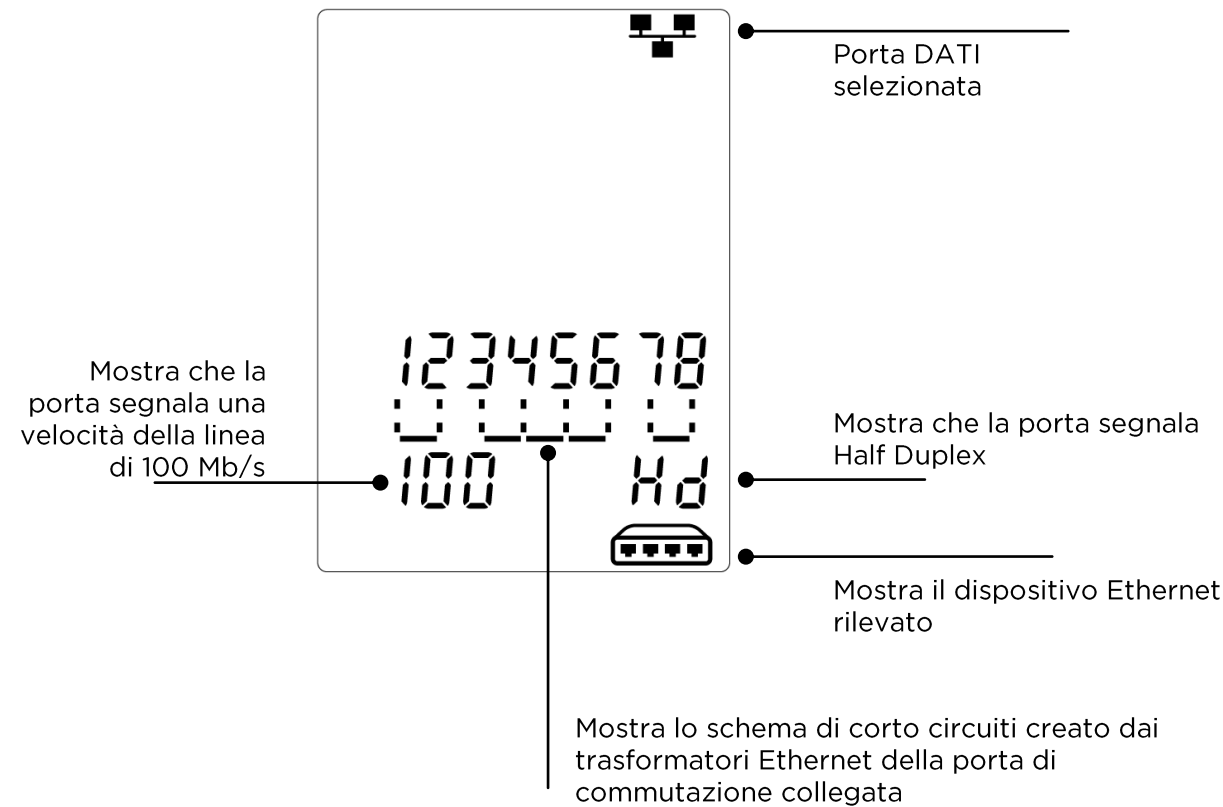 Porta DATI
selezionata
12345678
Mostra che la
porta segnala una
velocità della linea
di 100 Mb/s
100
Hd
Mostra che la porta segnala
Half Duplex
Mostra il dispositivo Ethernet
rilevato
Mostra lo schema di corto circuiti creato dai
trasformatori Ethernet della porta di
commutazione collegata